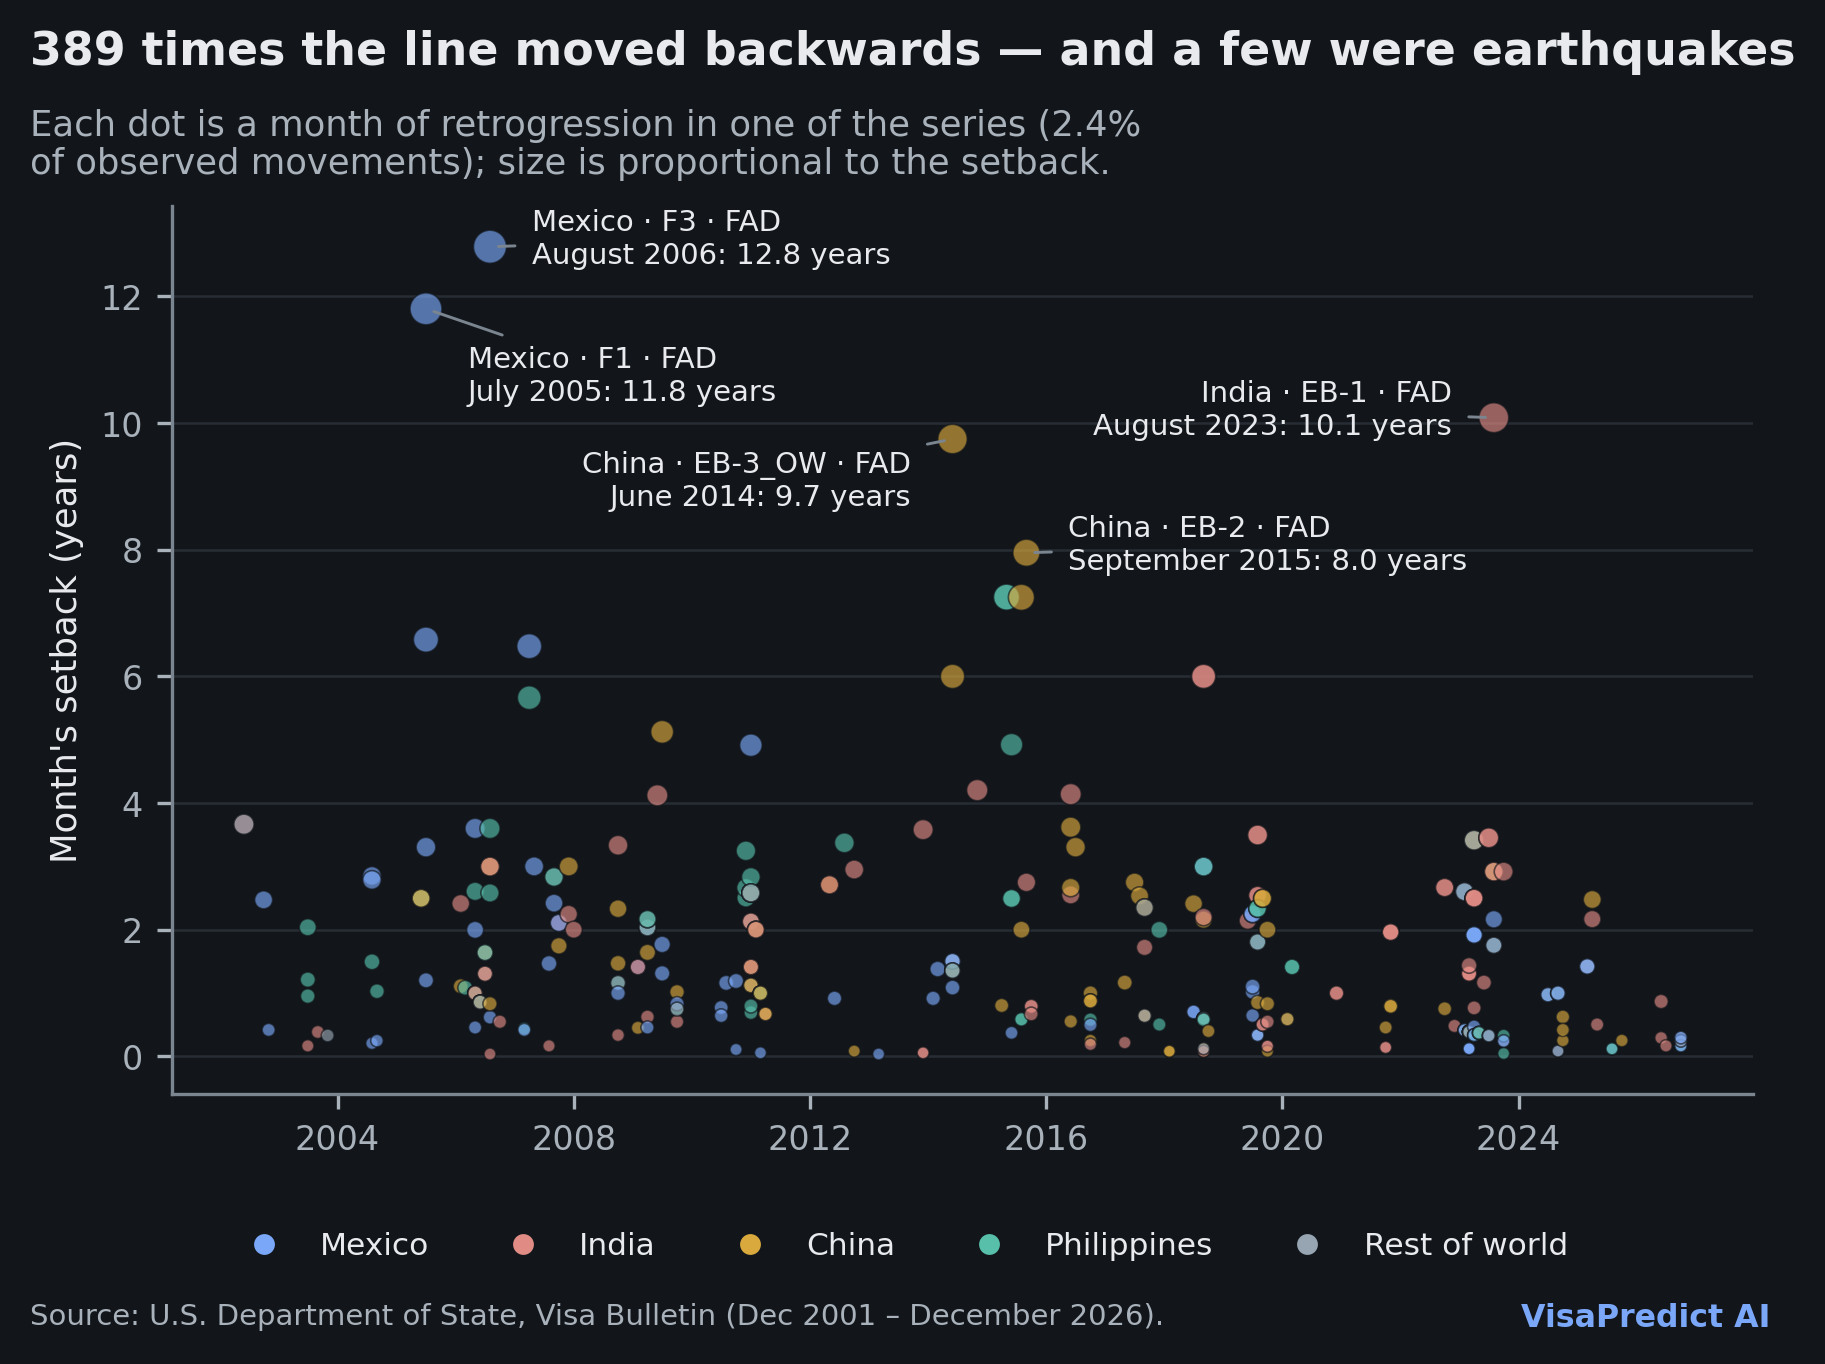 389 times the line moved backwards — and a few were earthquakes
Each dot is a month of retrogression in one of the series (2.4%
of observed movements); size is proportional to the setback.
Mexico · F3 · FAD
August 2006: 12.8 years
Mexico · F1 · FAD
July 2005: 11.8 years
India · EB-1 · FAD
August 2023: 10.1 years
China · EB-3_OW · FAD
June 2014: 9.7 years
China · EB-2 · FAD
September 2015: 8.0 years
Month's setback (years)
12
10
8
6
4
2
0
2004 2008 2012 2016 2020 2024
Mexico India China Philippines Rest of world
Source: U.S. Department of State, Visa Bulletin (Dec 2001 – December 2026).
VisaPredict AI